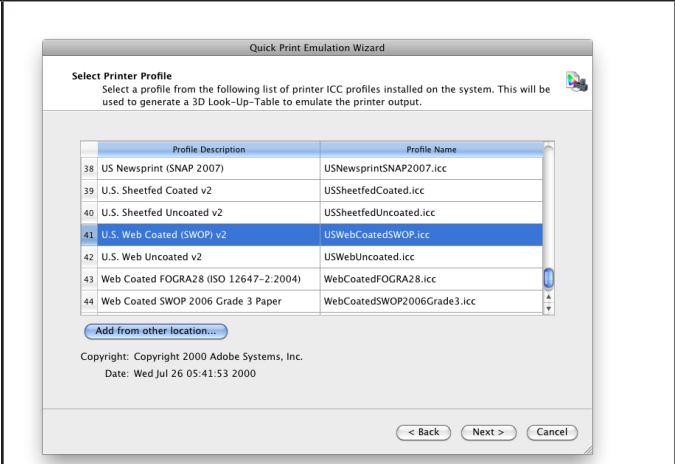 Quick Print Emulation Wizard
Select Printer Profile
Select a profile from the following list of printer ICC profiles installed on the system. This will be
used to generate a 3D Look-Up-Table to emulate the printer output.
Profile Description Profile Name
38 US Newsprint (SNAP 2007) USNewsprintSNAP2007.icc
39 U.S. Sheetfed Coated v2 USSheetfedCoated.icc
40 U.S. Sheetfed Uncoated v2 USSheetfedUncoated.icc
41 U.S. Web Coated (SWOP) v2 USWebCoatedSWOP.icc
42 U.S. Web Uncoated v2 USWebUncoated.icc
43 Web Coated FOGRA28 (ISO 12647-2:2004) WebCoatedFOGRA28.icc
44 Web Coated SWOP 2006 Grade 3 Paper WebCoatedSWOP2006Grade3.icc
Add from other location...
Copyright: Copyright 2000 Adobe Systems, Inc.
Date: Wed Jul 26 05:41:53 2000
< Back Next > Cancel